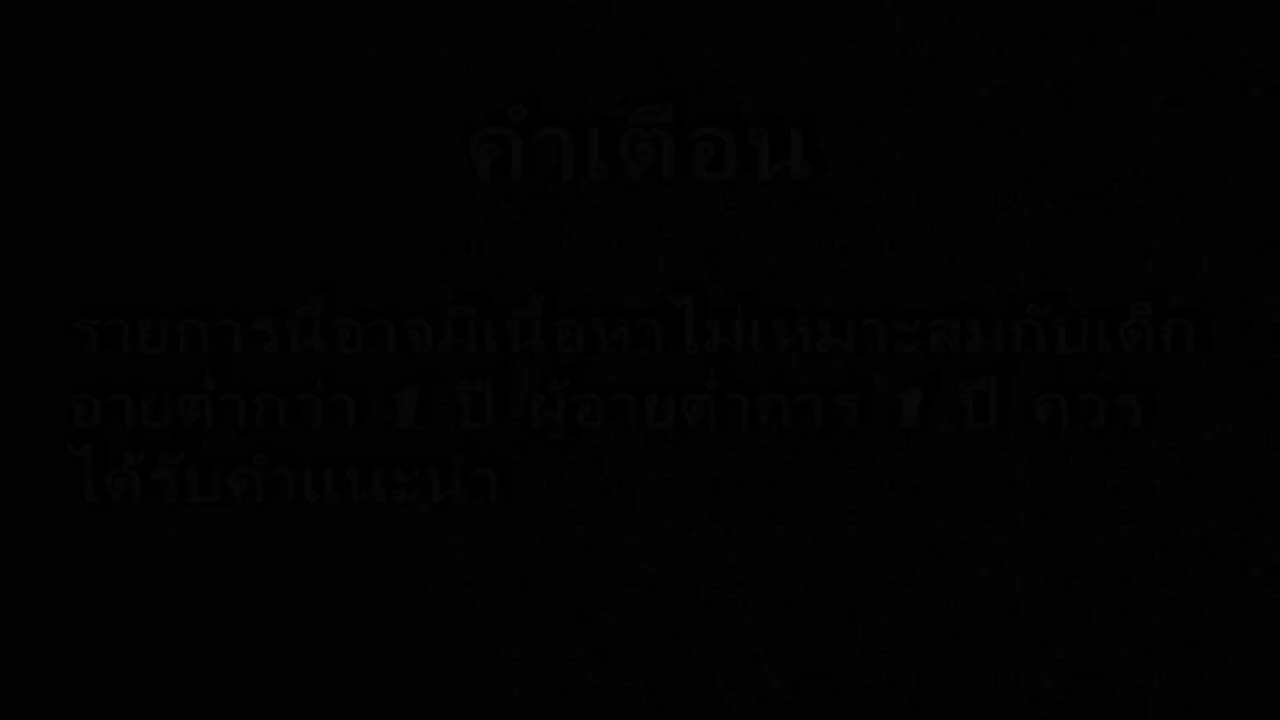 คำเตือน
รายการนี้อาจมีเนื้อหาไม่เหมาะสมกับเด็ก
อายุต่ำกว่า 1 ปี ผู้อายุต่ำการ 1 ปี ควร
ได้รับคำแนะนำ